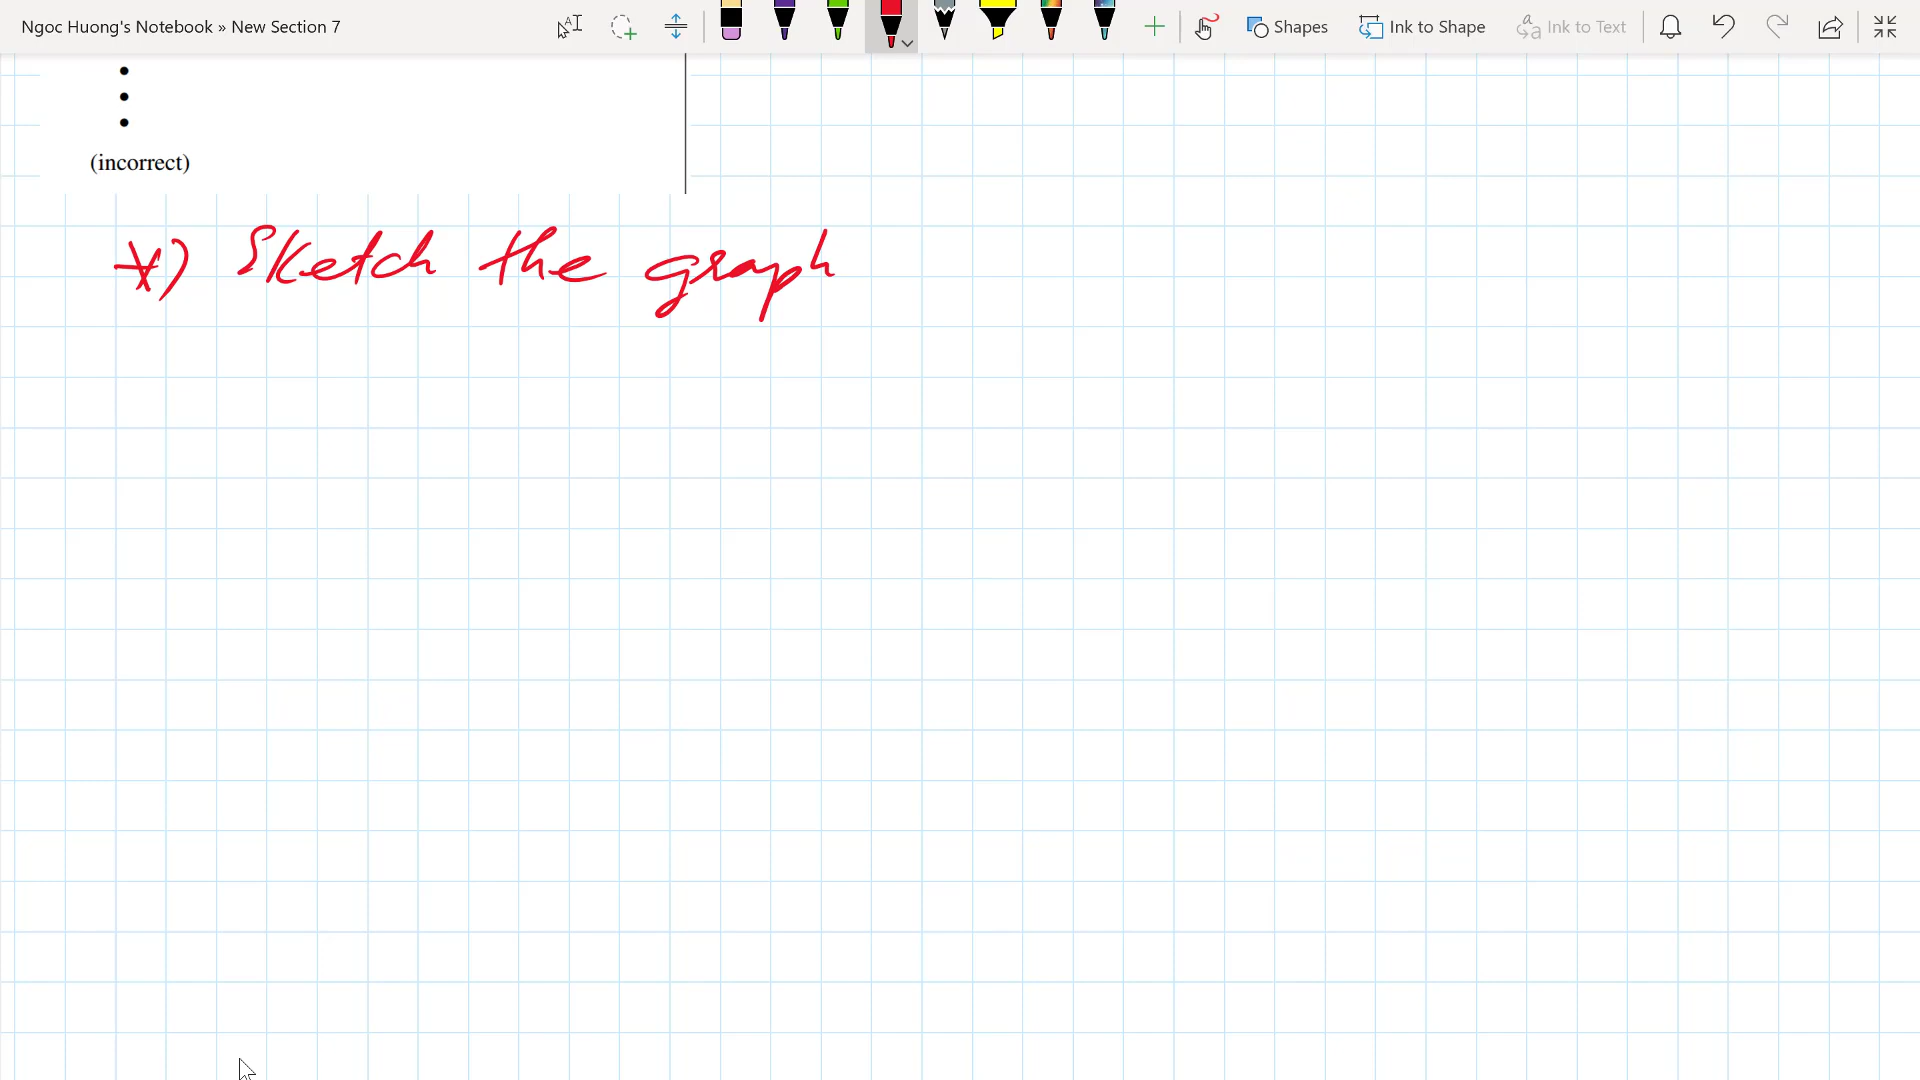 Ngoc Huong's Notebook » New Section 7
Shapes
Ink to Shape
Ink to Text
(incorrect)
*) Sketch the graph